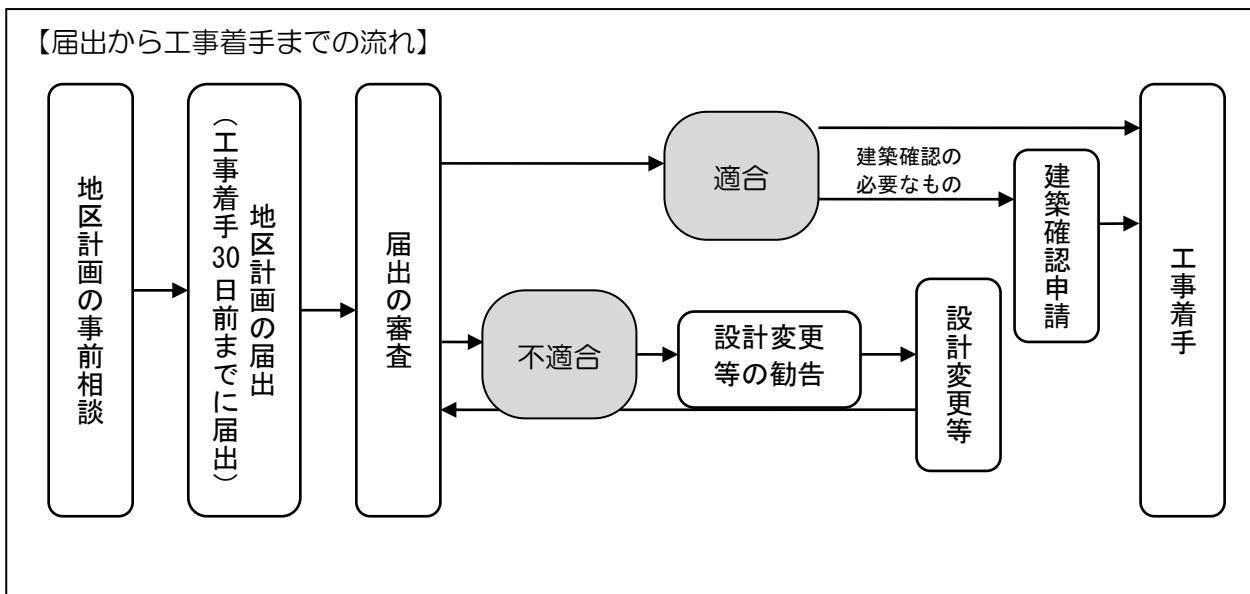 【届出から工事着手までの流れ】
地区計画の事前相談
地区計画の届出
（工事着手30日前までに届出）
届出の審査
適合
建築確認の
必要なもの
建築確認申請
不適合
設計変更
等の勧告
設計変更等
工事着手